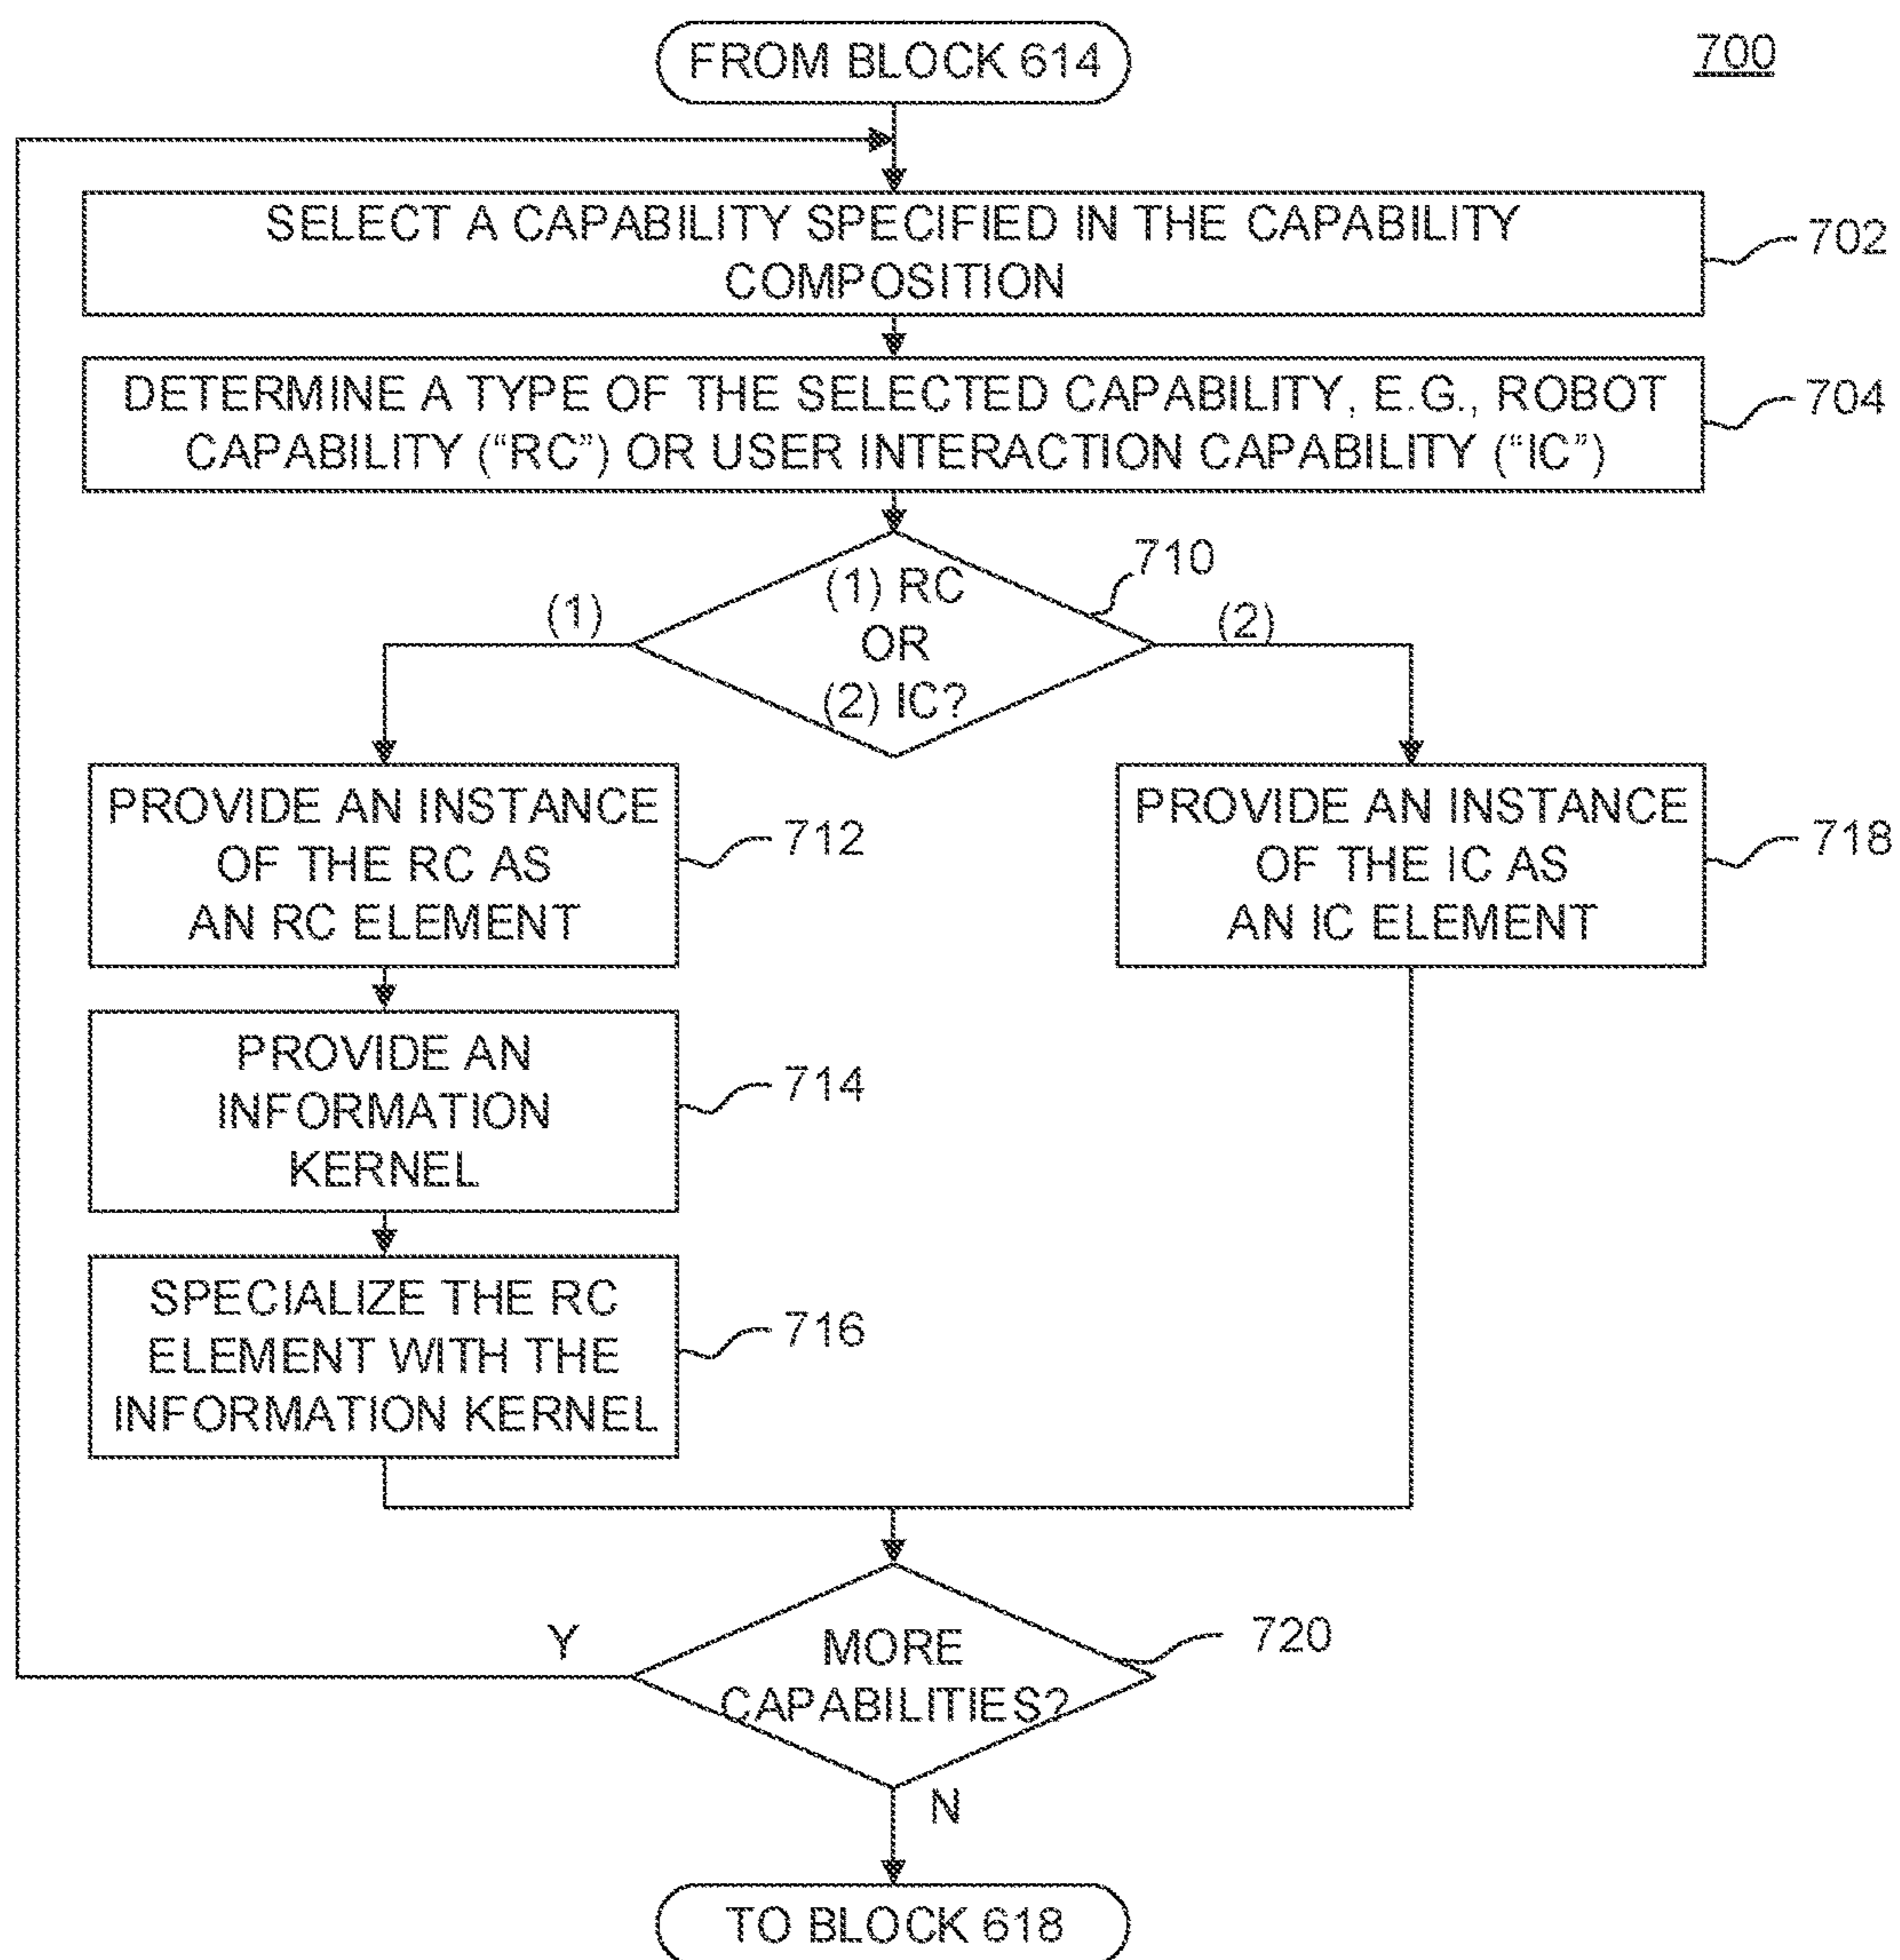 FROM BLOCK 614
700
SELECT A CAPABILITY SPECIFIED IN THE CAPABILITY
COMPOSITION
702
DETERMINE A TYPE OF THE SELECTED CAPABILITY, E.G., ROBOT
CAPABILITY (“RC”) OR USER INTERACTION CAPABILITY (“IC”)
704
(1) RC
OR
(2) IC?
710
(1)
(2)
PROVIDE AN INSTANCE
OF THE RC AS
AN RC ELEMENT
712
PROVIDE AN INSTANCE
OF THE IC AS
AN IC ELEMENT
718
PROVIDE AN
INFORMATION
KERNEL
714
SPECIALIZE THE RC
ELEMENT WITH THE
INFORMATION KERNEL
716
MORE
CAPABILITIES?
720
Y
N
TO BLOCK 618